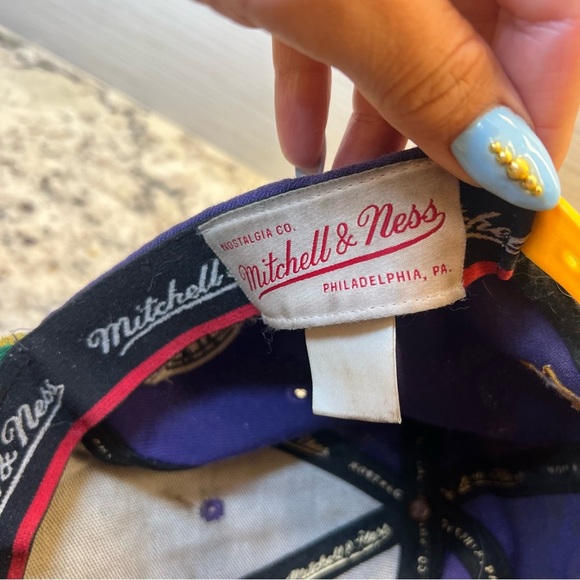 NOSTALGIA CO.
Mitchell & Ness
PHILADELPHIA, PA.
Mitchell &
& Ness
Mitchell & Ness